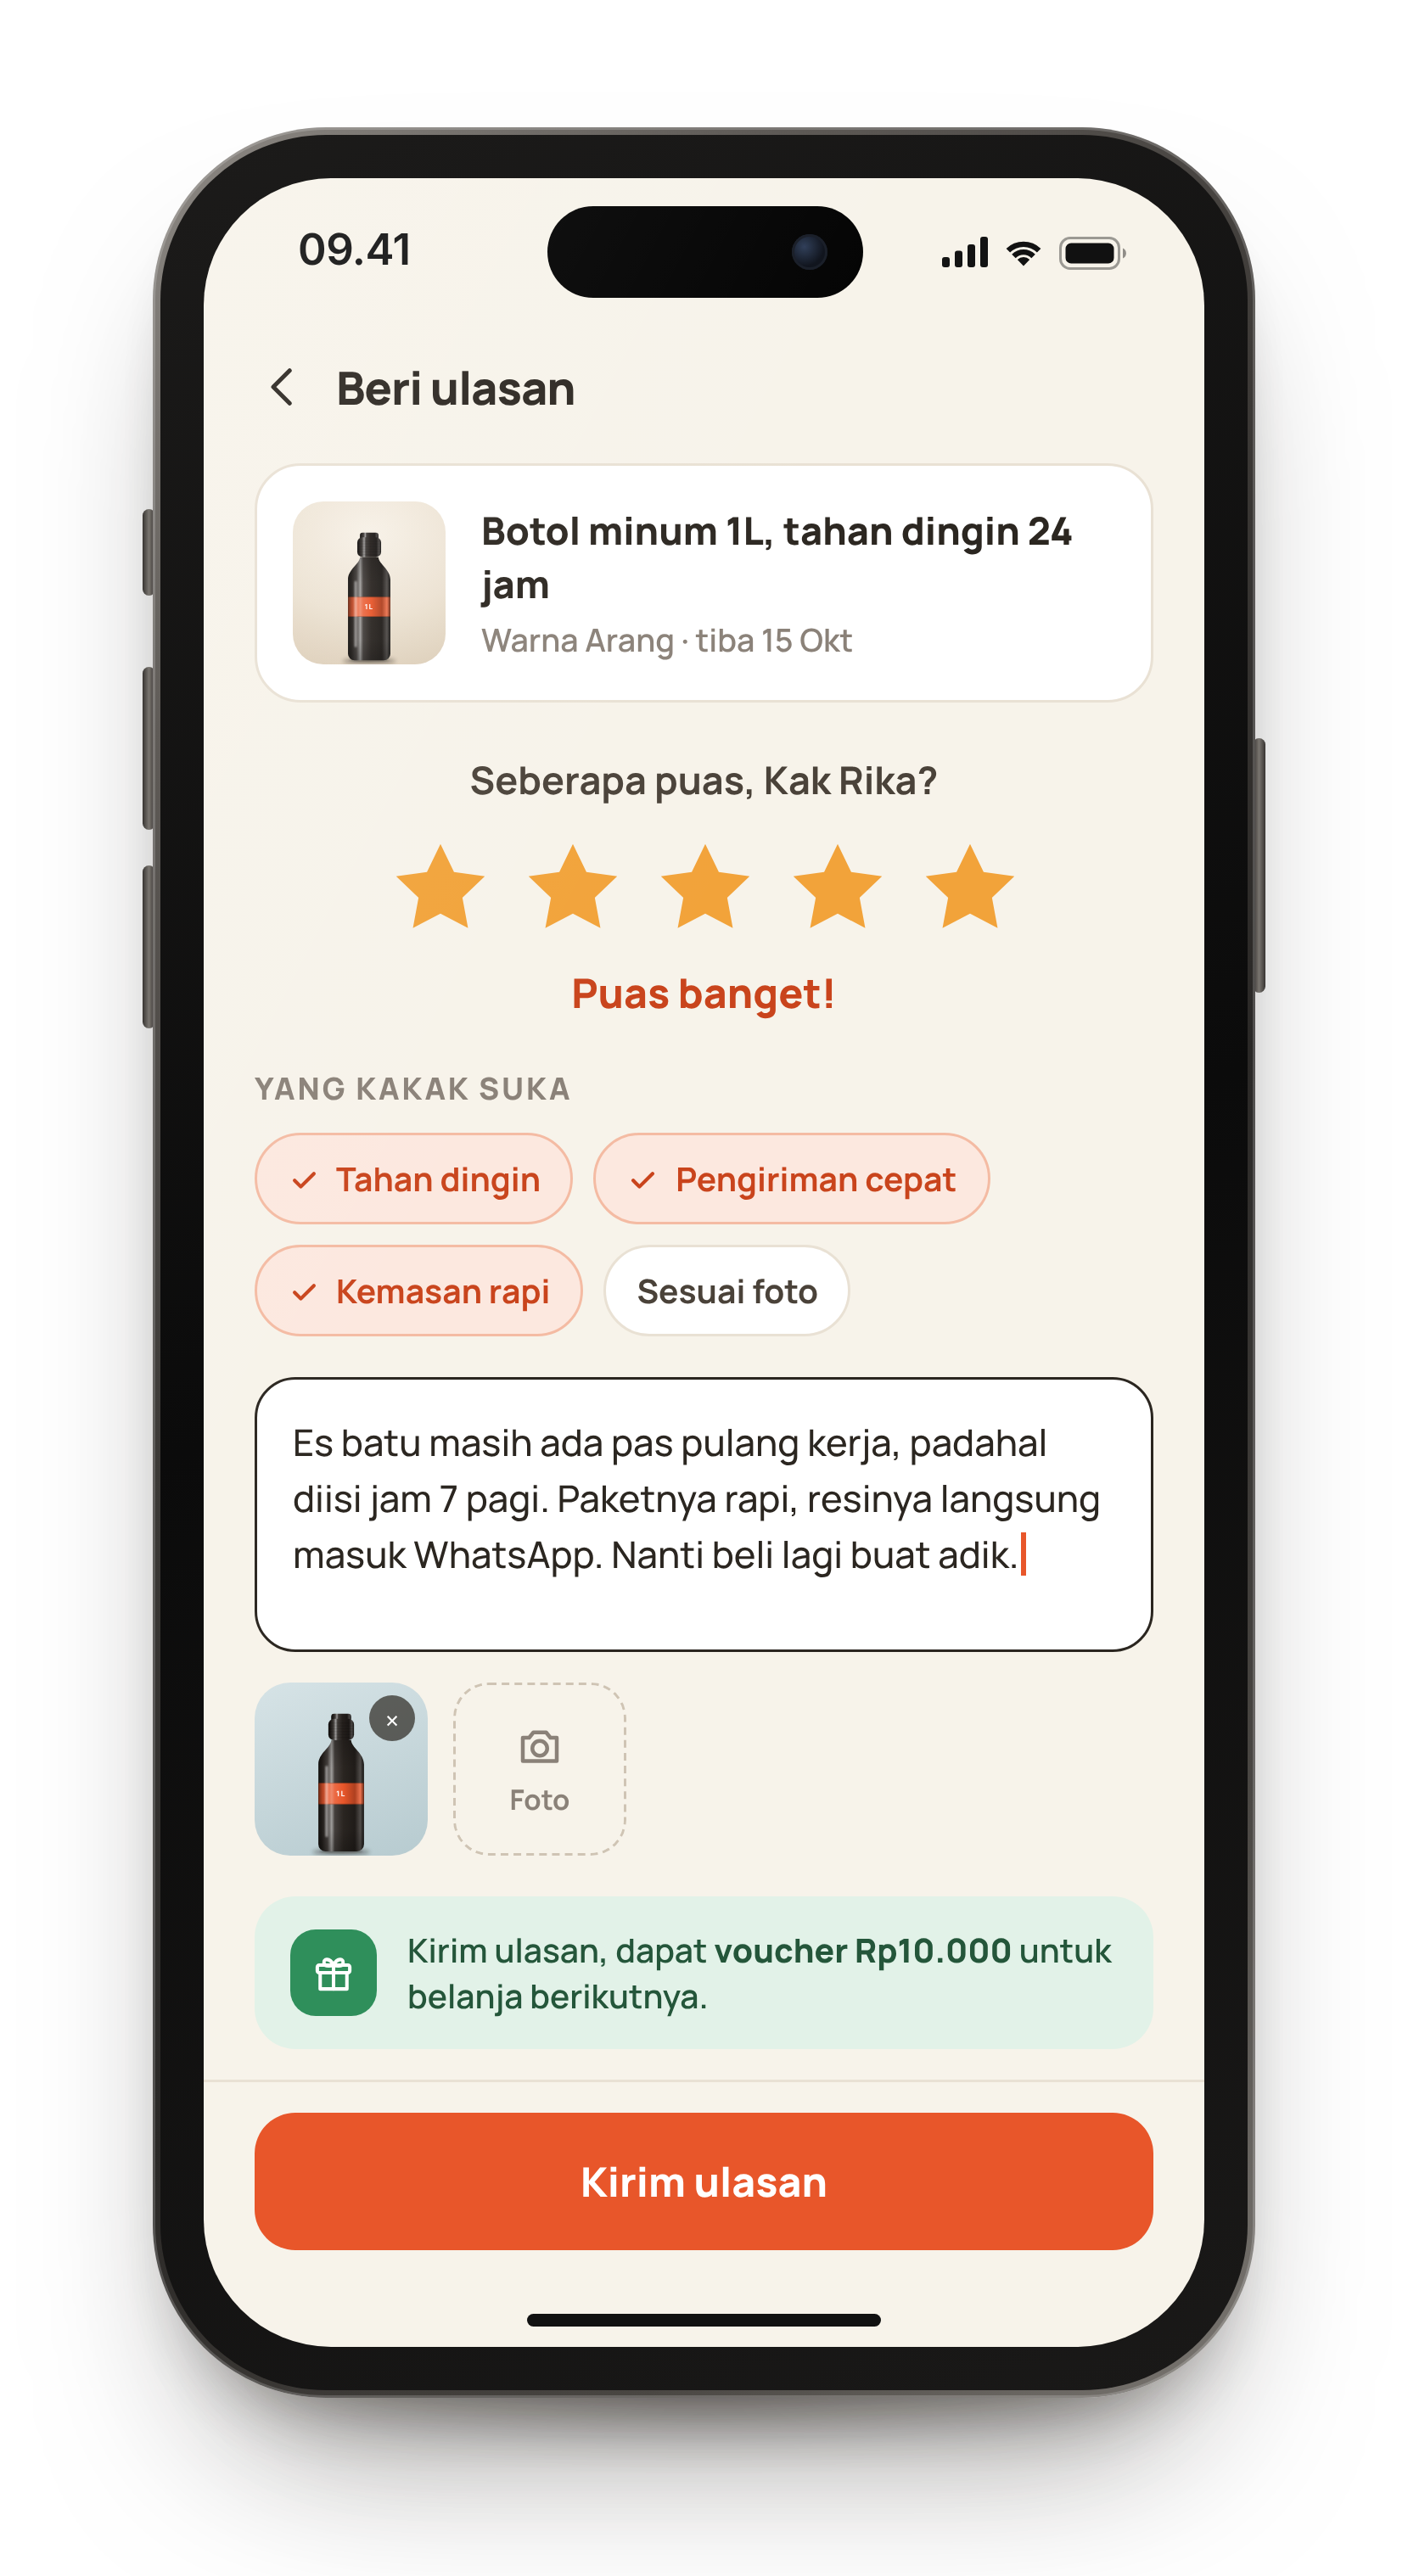 09.41
Beri ulasan
1L
Botol minum 1L, tahan dingin 24
jam
Warna Arang · tiba 15 Okt
Seberapa puas, Kak Rika?
Puas banget!
YANG KAKAK SUKA
Tahan dingin
Pengiriman cepat
Kemasan rapi
Sesuai foto
Es batu masih ada pas pulang kerja, padahal
diisi jam 7 pagi. Paketnya rapi, resinya langsung
masuk WhatsApp. Nanti beli lagi buat adik.
1L
Foto
Kirim ulasan, dapat voucher Rp10.000 untuk
belanja berikutnya.
Kirim ulasan